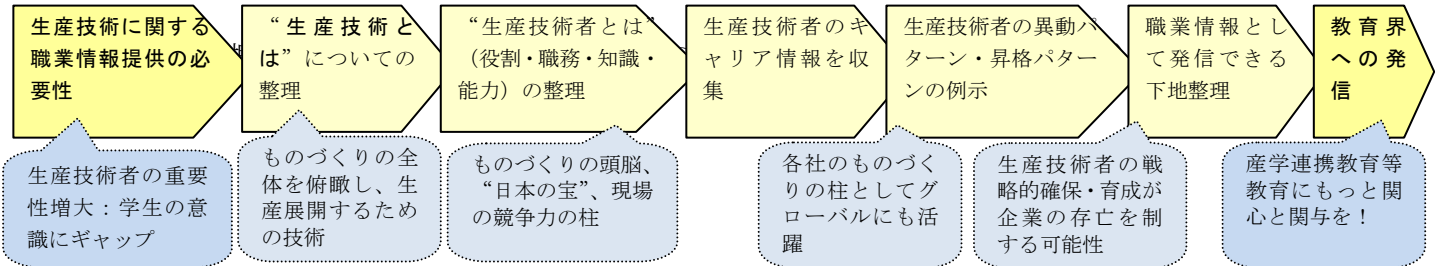 生産技術に関する
職業情報提供の必
要性
“生産技術と
は”についての
整理
“生産技術者とは”
（役割・職務・知識・
能力）の整理
生産技術者のキ
ャリア情報を収
集
生産技術者の異動パ
ターン・昇格パター
ンの例示
職業情報とし
て発信できる
下地整理
教育界
への発
信
生産技術者の重要
性増大：学生の意
識にギャップ
ものづくりの全
体を俯瞰し、生
産展開するため
の技術
ものづくりの頭脳、
“日本の宝”、現場
の競争力の柱
各社のものづく
りの柱としてグ
ローバルにも活
躍
生産技術者の戦
略的確保・育成が
企業の存亡を制
する可能性
産学連携教育等
教育にもっと関
心と関与を！